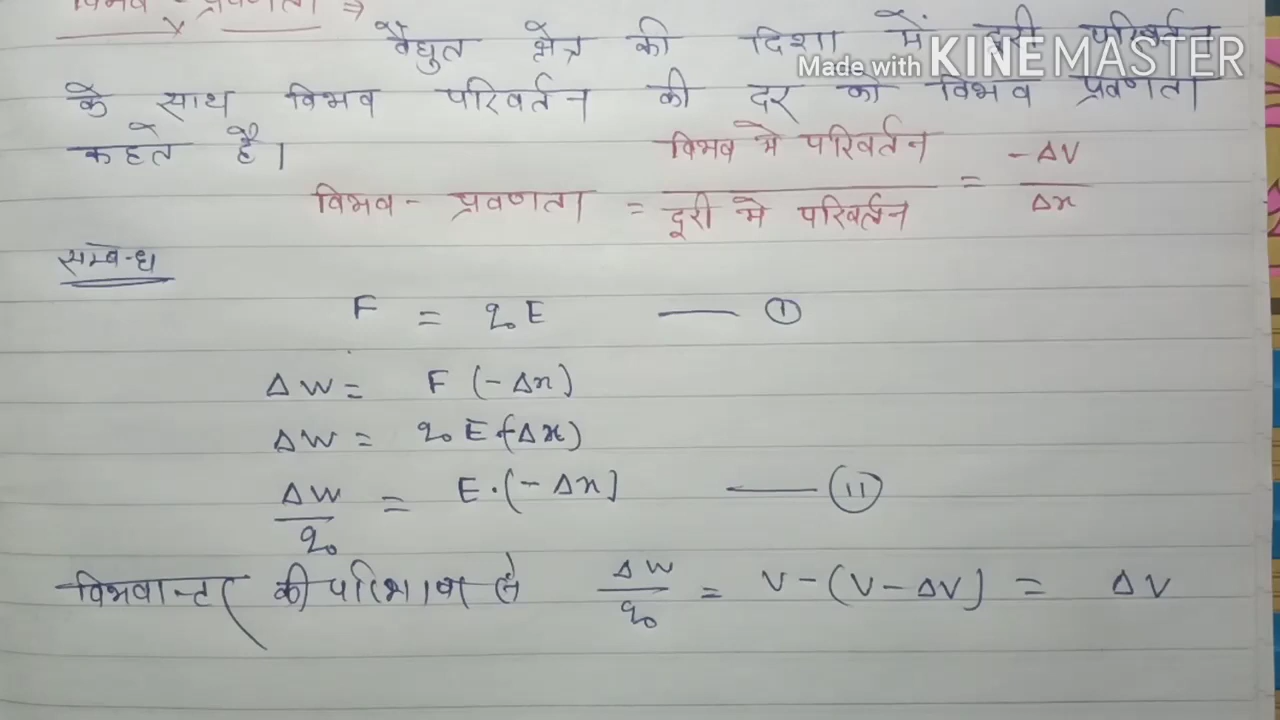 विभव - प्रवणता ⇒
वैधुत क्षेत्र की दिशा में दूरी परिवर्तन
Made with KINEMASTER
के साथ विभव परिवर्तन की दर को विभव प्रवणता
कहते है।
विभव - प्रवणता = विभव मे परिवर्तन / दूरी मे परिवर्तन = -ΔV / Δx
सम्बन्ध
F = q₀E —— ①
ΔW = F (-Δx)
ΔW = q₀E (-Δx)
ΔW / q₀ = E.(-Δx) —— (11)
विभवान्तर की परिभाषा से ΔW / q₀ = V - (V - ΔV) = ΔV